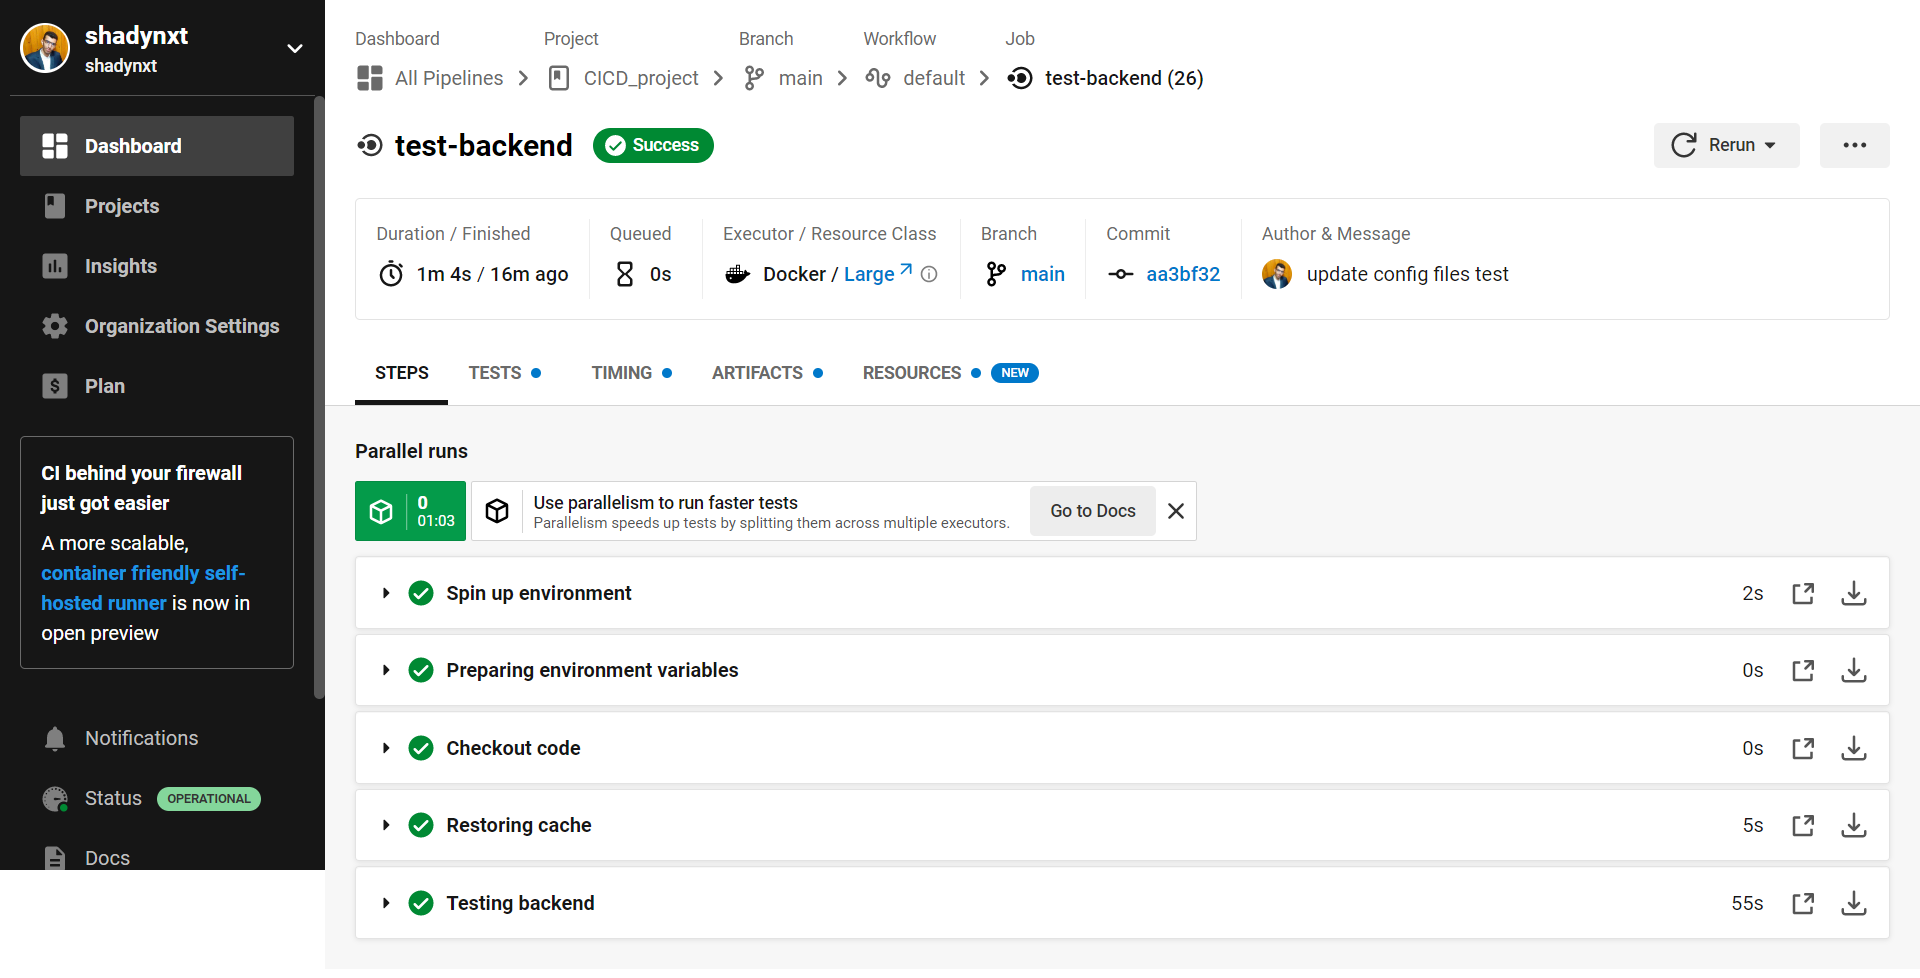 shadynxt
shadynxt
Dashboard
Projects
Insights
Organization Settings
Plan
CI behind your firewall
just got easier
A more scalable,
container friendly self-
hosted runner is now in
open preview
Notifications
Status OPERATIONAL
Docs
Dashboard Project Branch Workflow Job
All Pipelines CICD_project main default test-backend (26)
test-backend Success Rerun
Duration / Finished Queued Executor / Resource Class Branch Commit Author & Message
1m 4s / 16m ago 0s Docker / Large main aa3bf32 update config files test
STEPS TESTS TIMING ARTIFACTS RESOURCES NEW
Parallel runs
0
01:03
Use parallelism to run faster tests
Parallelism speeds up tests by splitting them across multiple executors.
Go to Docs
Spin up environment 2s
Preparing environment variables 0s
Checkout code 0s
Restoring cache 5s
Testing backend 55s